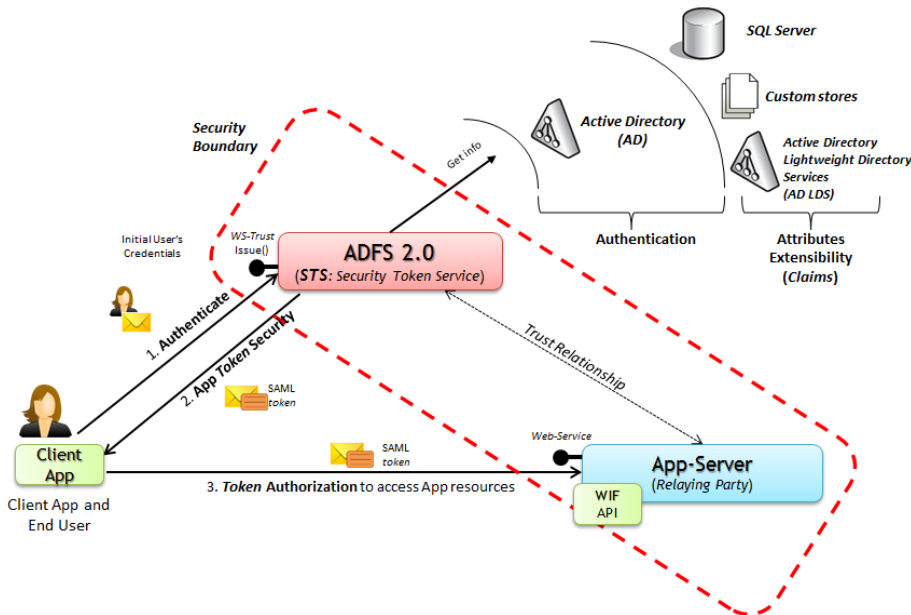 SQL Server
Custom stores
Active Directory
(AD)
Active Directory
Lightweight Directory
Services
(AD LDS)
Security
Boundary
Get info
Authentication
Attributes
Extensibility
(Claims)
Initial User's
Credentials
WS-Trust
Issue()
ADFS 2.0
(STS: Security Token Service)
1. Authenticate
2. App Token Security
SAML
token
Trust Relationship
Client
App
Client App and
End User
SAML
token
3. Token Authorization to access App resources
Web-Service
App-Server
(Relaying Party)
WIF
API